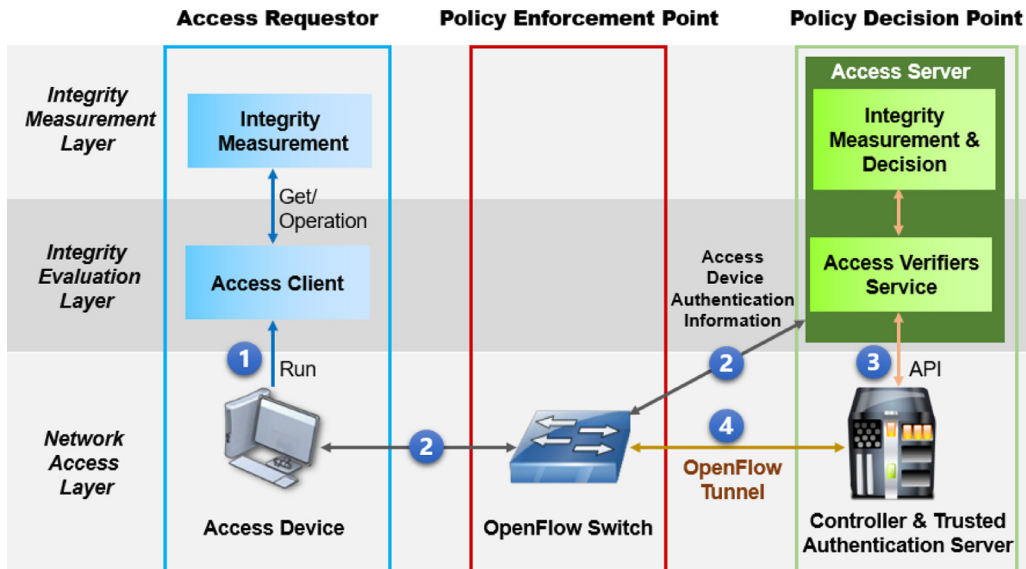 Access Requestor
Policy Enforcement Point
Policy Decision Point
Integrity
Measurement
Layer
Integrity
Measurement
Access Server
Integrity
Measurement &
Decision
Get/
Operation
Integrity
Evaluation
Layer
Access Client
Access
Device
Authentication
Information
Access Verifiers
Service
1
Run
2
3
API
Network
Access
Layer
2
4
OpenFlow
Tunnel
Access Device
OpenFlow Switch
Controller & Trusted
Authentication Server